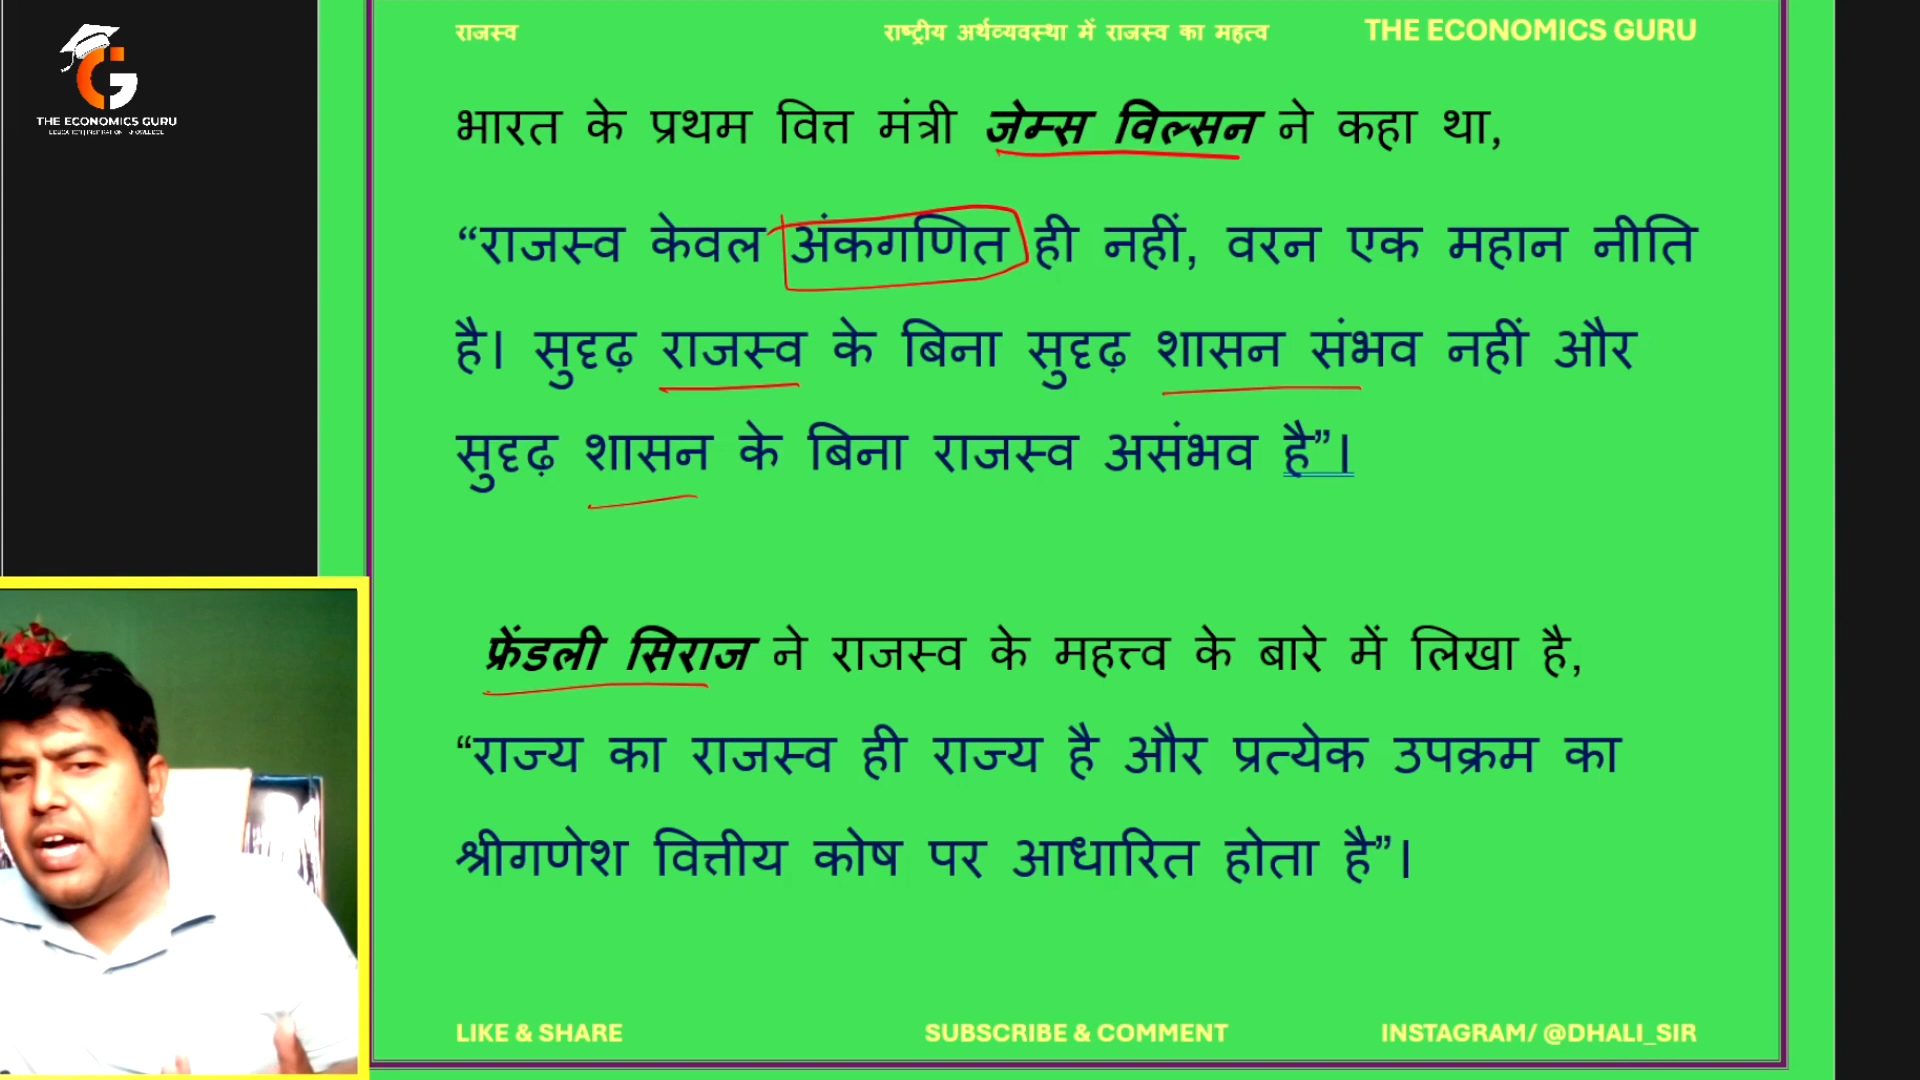 THE ECONOMICS GURU
राजस्व
राष्ट्रीय अर्थव्यवस्था में राजस्व का महत्व
THE ECONOMICS GURU
भारत के प्रथम वित्त मंत्री जेम्स विल्सन ने कहा था,
“राजस्व केवल अंकगणित ही नहीं, वरन एक महान नीति
है। सुदृढ़ राजस्व के बिना सुदृढ़ शासन संभव नहीं और
सुदृढ़ शासन के बिना राजस्व असंभव है”।
फ्रेंडली सिराज ने राजस्व के महत्त्व के बारे में लिखा है,
“राज्य का राजस्व ही राज्य है और प्रत्येक उपक्रम का
श्रीगणेश वित्तीय कोष पर आधारित होता है”।
LIKE & SHARE
SUBSCRIBE & COMMENT
INSTAGRAM/ @DHALI_SIR